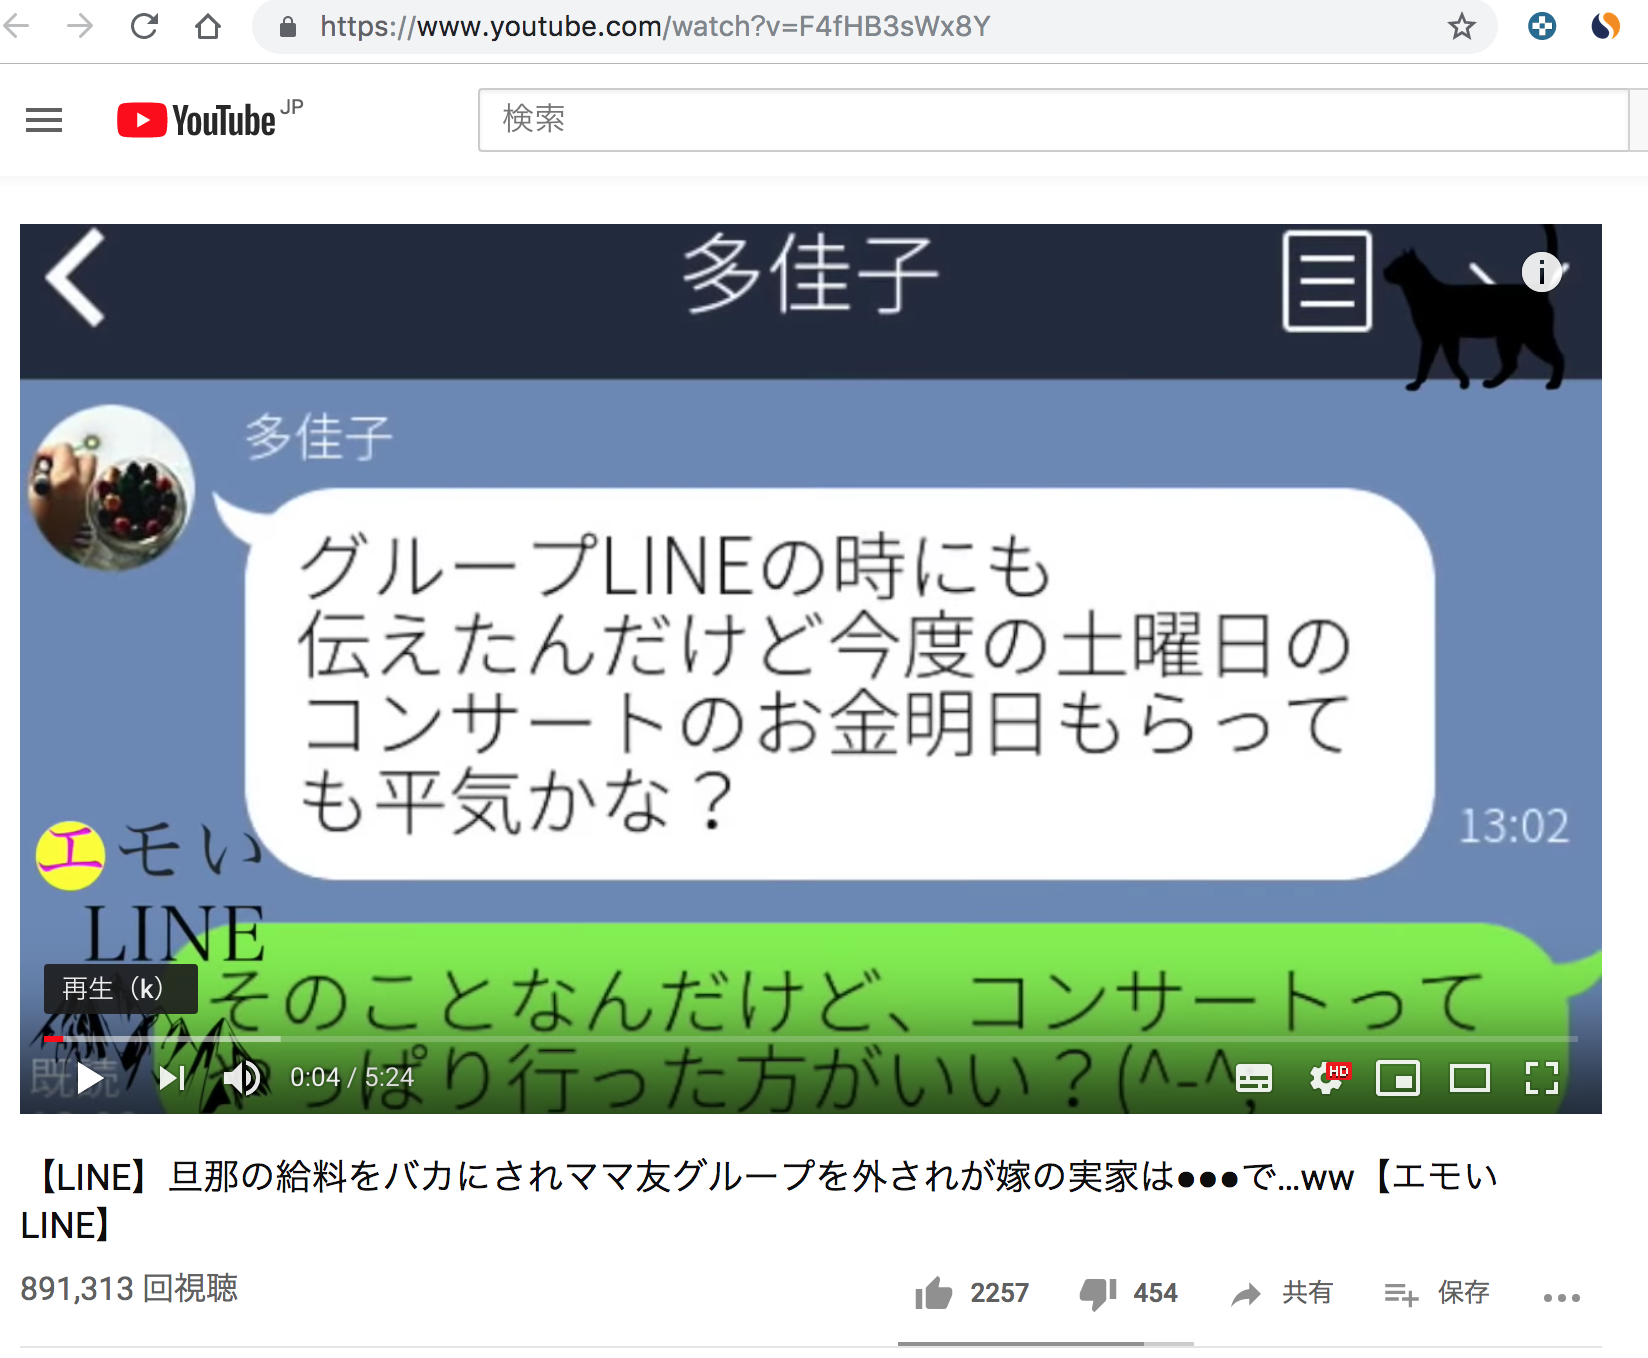 https://www.youtube.com/watch?v=F4fHB3sWx8Y
YouTube JP
検索
多佳子
多佳子
グループLINEの時にも
伝えたんだけど今度の土曜日の
コンサートのお金明日もらって
も平気かな？
13:02
エモい
LINE
そのことなんだけど、コンサートって
やっぱり行った方がいい？(^-^;
再生（k）
既読
0:04 / 5:24
HD
【LINE】旦那の給料をバカにされママ友グループを外されが嫁の実家は●●●で...ww【エモい
LINE】
891,313 回視聴
2257
454
共有
保存